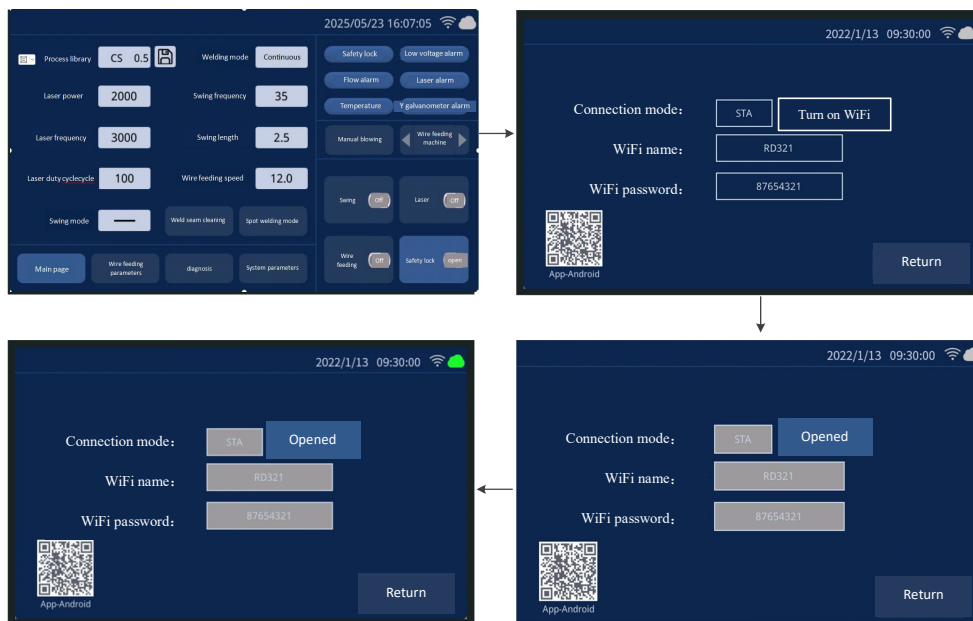 2025/05/23 16:07:05
Process library CS 0.5 Welding mode Continuous
Laser power 2000 Swing frequency 35
Laser frequency 3000 Swing length 2.5
Laser duty cyclecycle 100 Wire feeding speed 12.0
Swing mode — Weld seam cleaning Spot welding mode
Main page Wire feeding parameters diagnosis System parameters
Safety lock Low voltage alarm
Flow alarm Laser alarm
Temperature Y galvanometer alarm
Manual blowing Wire feeding
machine
Swing Off Laser Off
Wire
feeding Off Safety lock open
2022/1/13 09:30:00
Connection mode: STA Turn on WiFi
WiFi name: RD321
WiFi password: 87654321
App-Android
Return
2022/1/13 09:30:00
Connection mode: STA Opened
WiFi name: RD321
WiFi password: 87654321
App-Android
Return
2022/1/13 09:30:00
Connection mode: STA Opened
WiFi name: RD321
WiFi password: 87654321
App-Android
Return